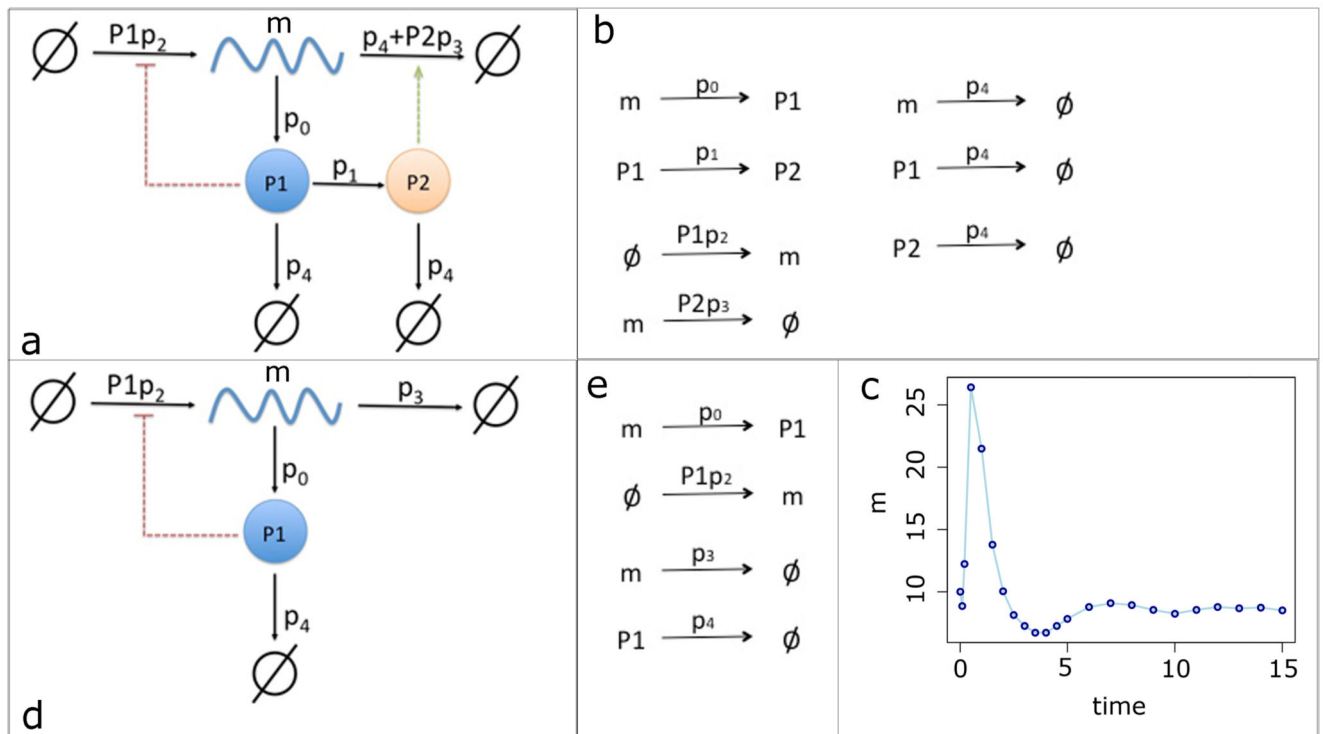 P1p₂ m p₄+P2p₃
Ø Ø
p₀
P1 p₁ P2
p₄ p₄
Ø Ø
a
b
m p₀ P1
P1 p₁ P2
Ø P1p₂ m
m P2p₃ Ø
m p₄ Ø
P1 p₄ Ø
P2 p₄ Ø
P1p₂ m p₃
Ø Ø
p₀
P1
p₄
Ø
d
e
m p₀ P1
Ø P1p₂ m
m p₃ Ø
P1 p₄ Ø
c
25
20
15
10
m
0 5 10 15
time